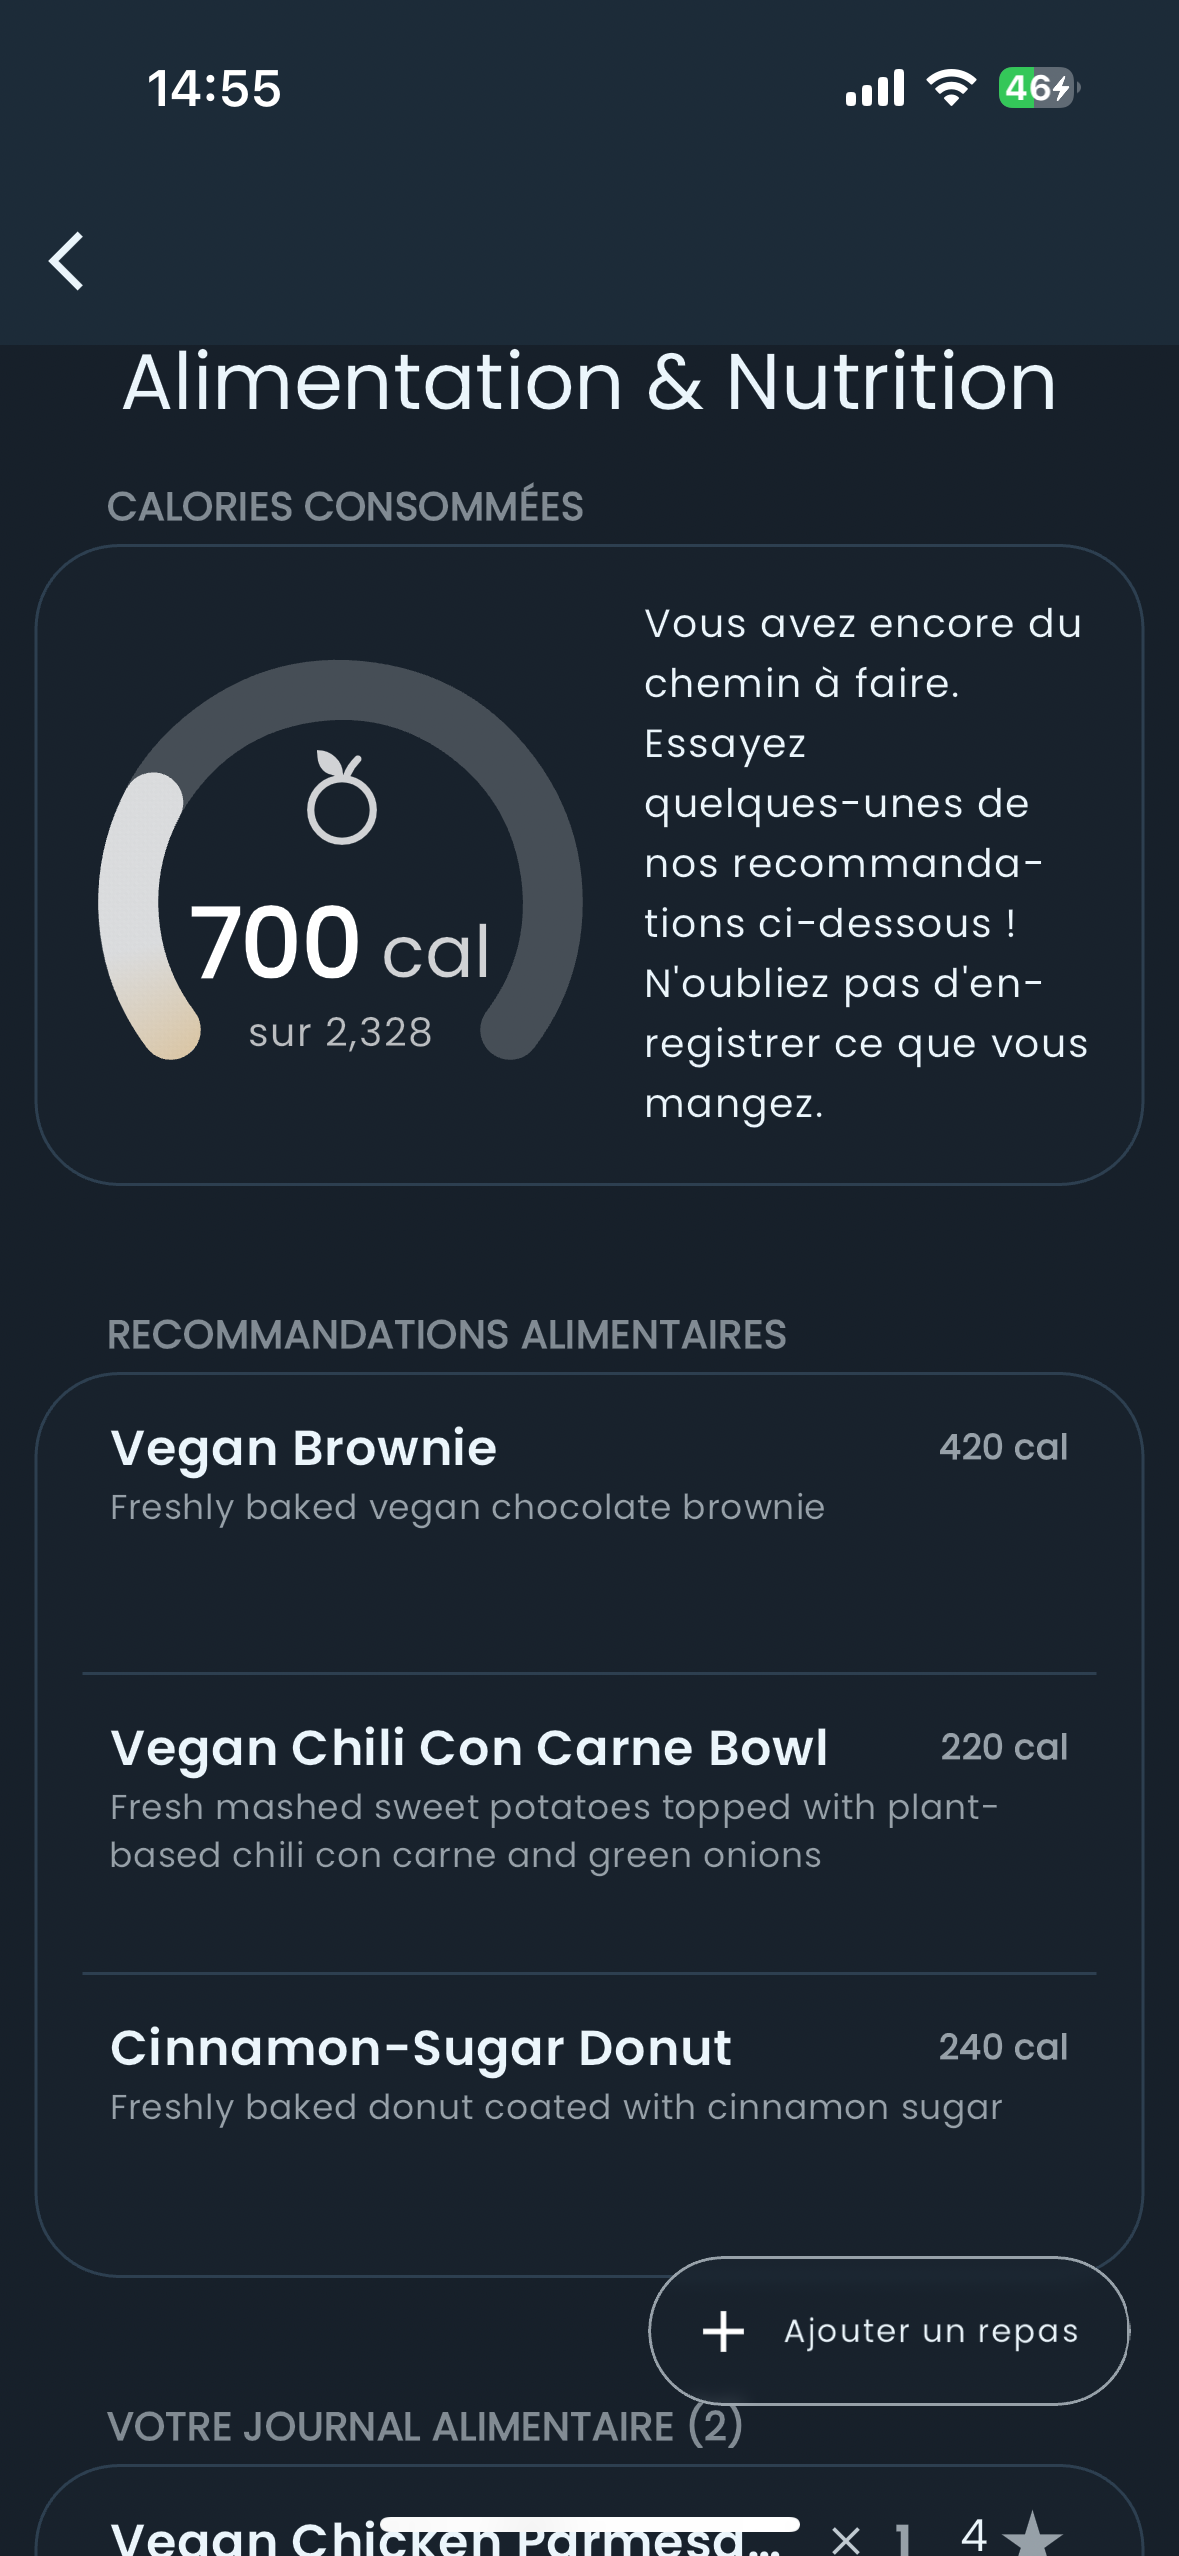 14:55
46
Alimentation & Nutrition
CALORIES CONSOMMÉES
Vous avez encore du
chemin à faire.
Essayez
quelques-unes de
nos recommanda-
tions ci-dessous !
N'oubliez pas d'en-
registrer ce que vous
mangez.
700 cal
sur 2,328
RECOMMANDATIONS ALIMENTAIRES
Vegan Brownie 420 cal
Freshly baked vegan chocolate brownie
Vegan Chili Con Carne Bowl 220 cal
Fresh mashed sweet potatoes topped with plant-
based chili con carne and green onions
Cinnamon-Sugar Donut 240 cal
Freshly baked donut coated with cinnamon sugar
+ Ajouter un repas
VOTRE JOURNAL ALIMENTAIRE (2)
Vegan Chicken Parmesa... × 1 4 ★